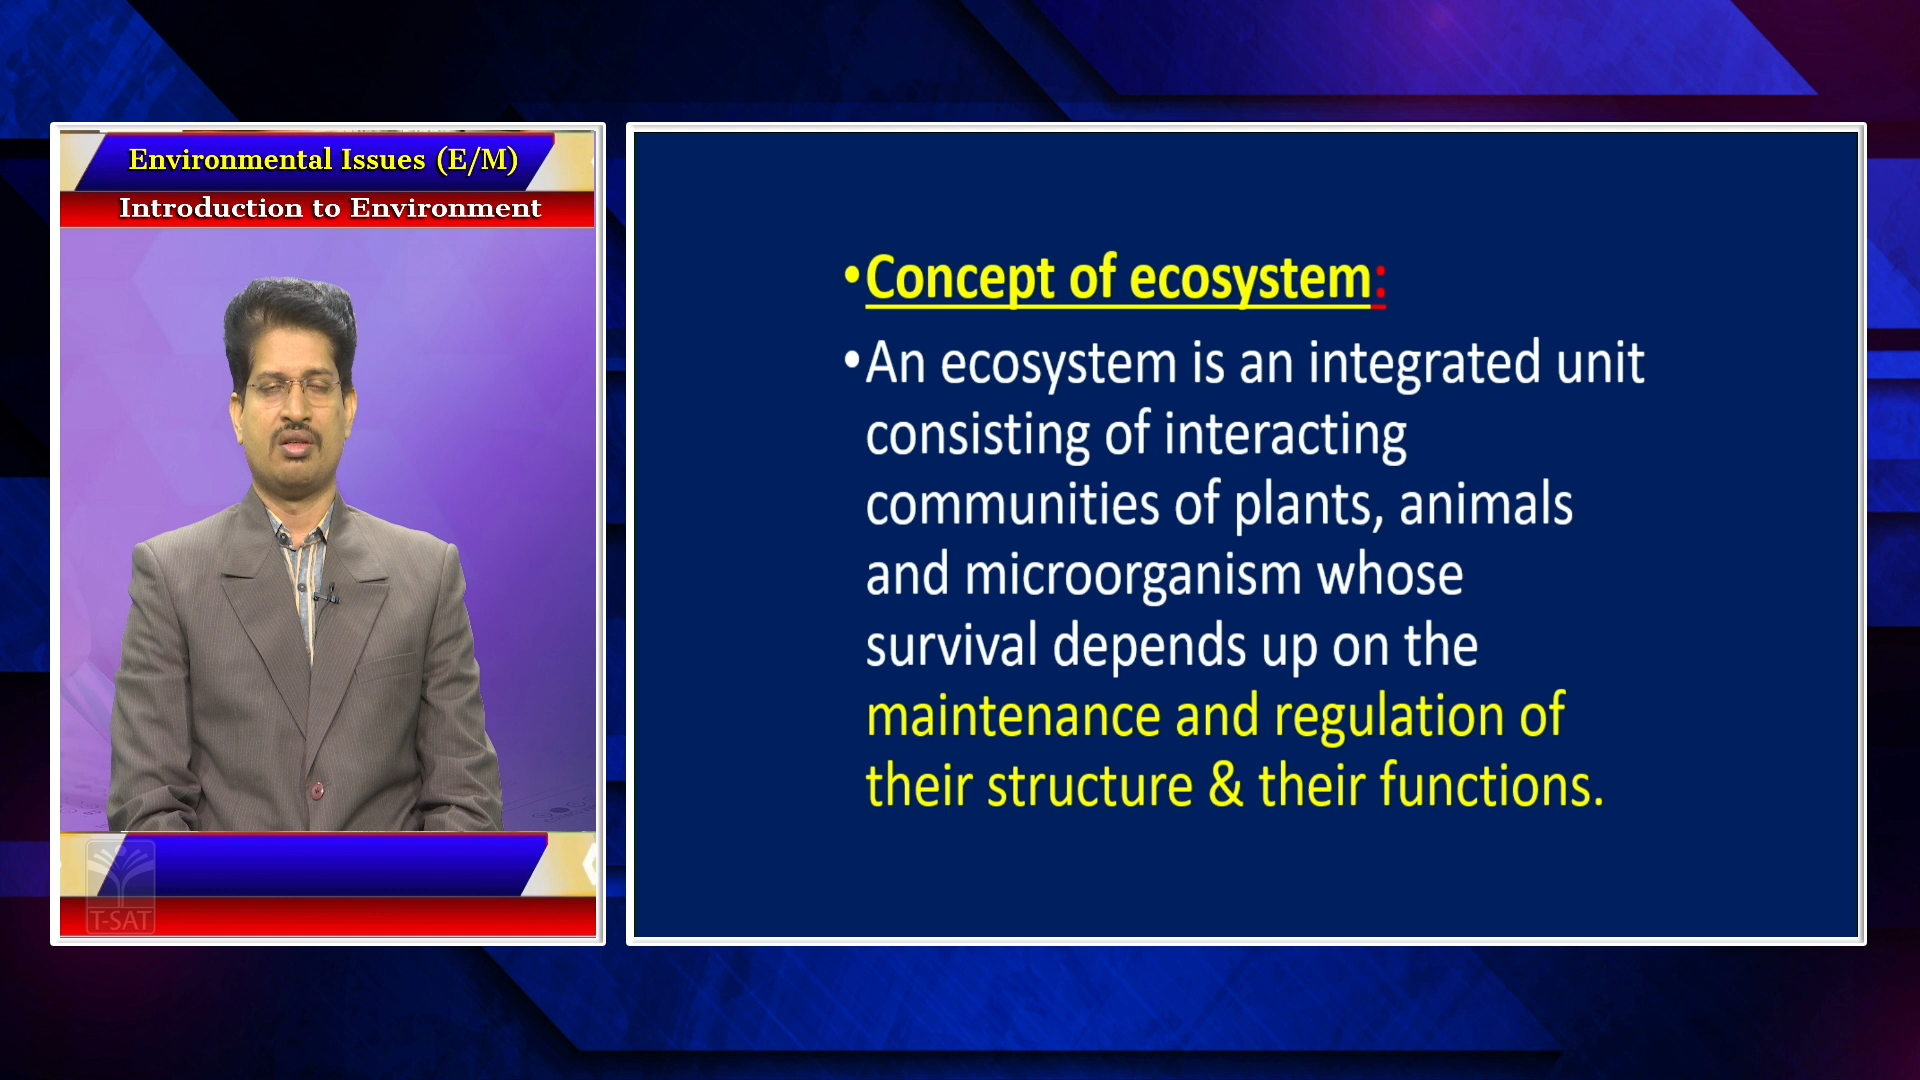 Environmental Issues (E/M)
Introduction to Environment
•Concept of ecosystem:
•An ecosystem is an integrated unit
consisting of interacting
communities of plants, animals
and microorganism whose
survival depends up on the
maintenance and regulation of
their structure & their functions.
T-SAT